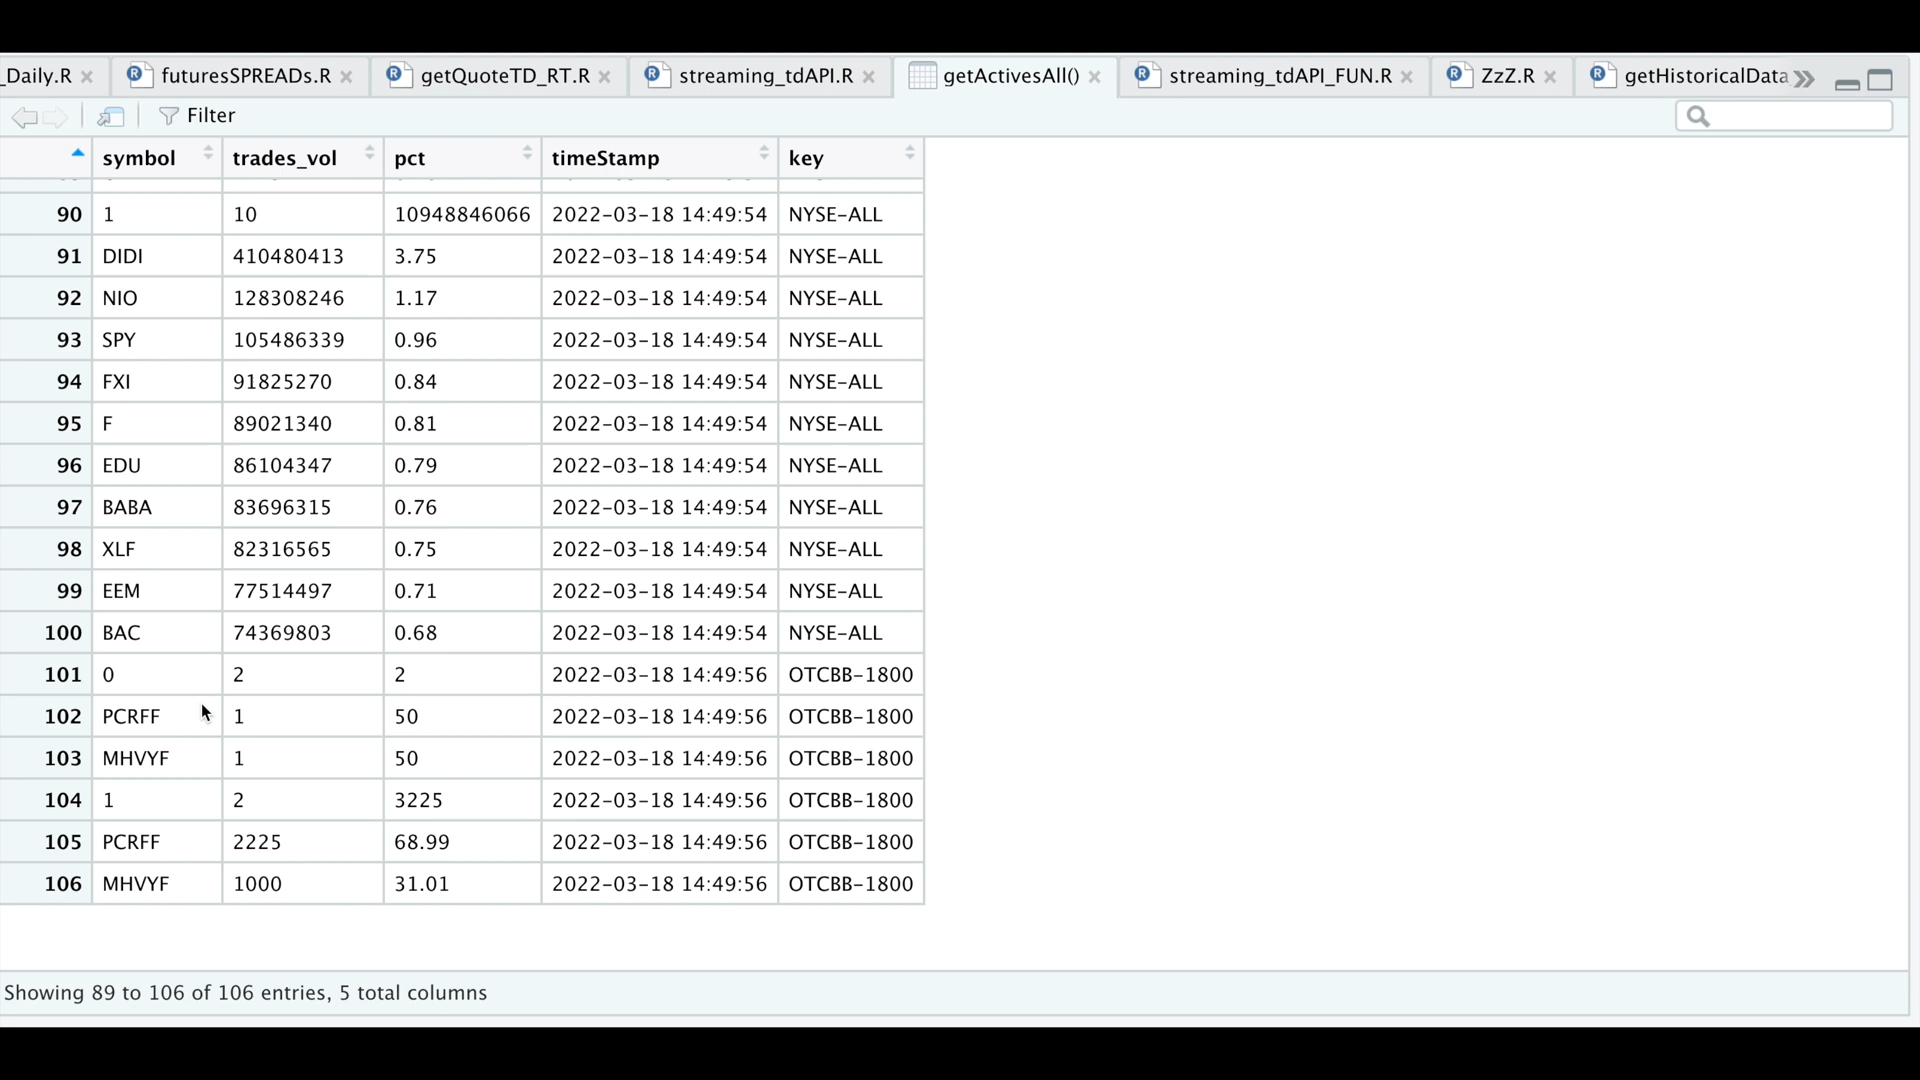 _Daily.R futuresSPREADs.R getQuoteTD_RT.R streaming_tdAPI.R getActivesAll() streaming_tdAPI_FUN.R ZzZ.R getHistoricalData
Filter
symbol trades_vol pct timeStamp key
90 1 10 10948846066 2022-03-18 14:49:54 NYSE-ALL
91 DIDI 410480413 3.75 2022-03-18 14:49:54 NYSE-ALL
92 NIO 128308246 1.17 2022-03-18 14:49:54 NYSE-ALL
93 SPY 105486339 0.96 2022-03-18 14:49:54 NYSE-ALL
94 FXI 91825270 0.84 2022-03-18 14:49:54 NYSE-ALL
95 F 89021340 0.81 2022-03-18 14:49:54 NYSE-ALL
96 EDU 86104347 0.79 2022-03-18 14:49:54 NYSE-ALL
97 BABA 83696315 0.76 2022-03-18 14:49:54 NYSE-ALL
98 XLF 82316565 0.75 2022-03-18 14:49:54 NYSE-ALL
99 EEM 77514497 0.71 2022-03-18 14:49:54 NYSE-ALL
100 BAC 74369803 0.68 2022-03-18 14:49:54 NYSE-ALL
101 0 2 2 2022-03-18 14:49:56 OTCBB-1800
102 PCRFF 1 50 2022-03-18 14:49:56 OTCBB-1800
103 MHVYF 1 50 2022-03-18 14:49:56 OTCBB-1800
104 1 2 3225 2022-03-18 14:49:56 OTCBB-1800
105 PCRFF 2225 68.99 2022-03-18 14:49:56 OTCBB-1800
106 MHVYF 1000 31.01 2022-03-18 14:49:56 OTCBB-1800
Showing 89 to 106 of 106 entries, 5 total columns